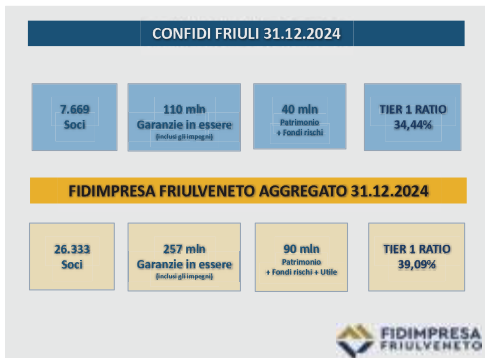 CONFIDI FRIULI 31.12.2024
7.669
Soci
110 mln
Garanzie in essere
(inclusi gli impegni)
40 mln
Patrimonio
+ Fondi rischi
TIER 1 RATIO
34,44%
FIDIMPRESA FRIULVENETO AGGREGATO 31.12.2024
26.333
Soci
257 mln
Garanzie in essere
(inclusi gli impegni)
90 mln
Patrimonio
+ Fondi rischi + Utile
TIER 1 RATIO
39,09%
FIDIMPRESA
FRIULVENETO